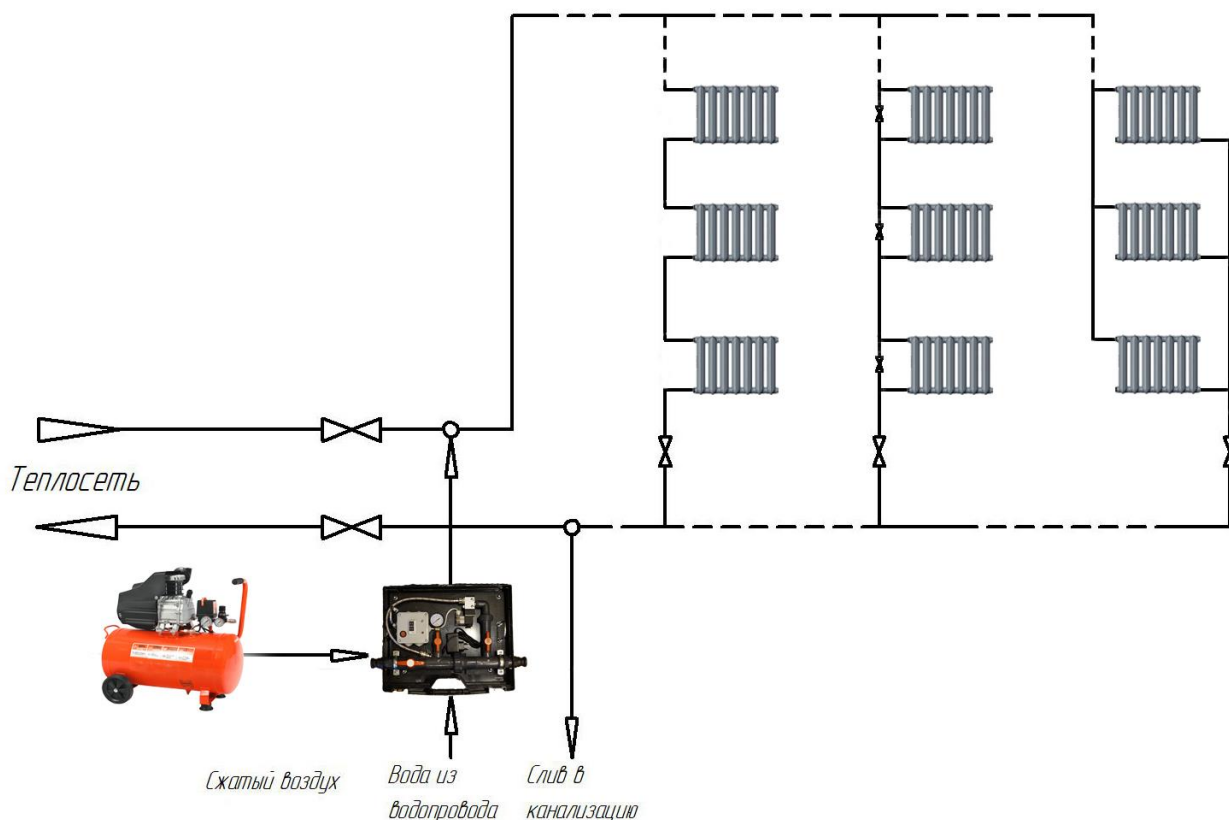 Теплосеть
Сжатый воздух
Вода из
водопровода
Слив в
канализацию